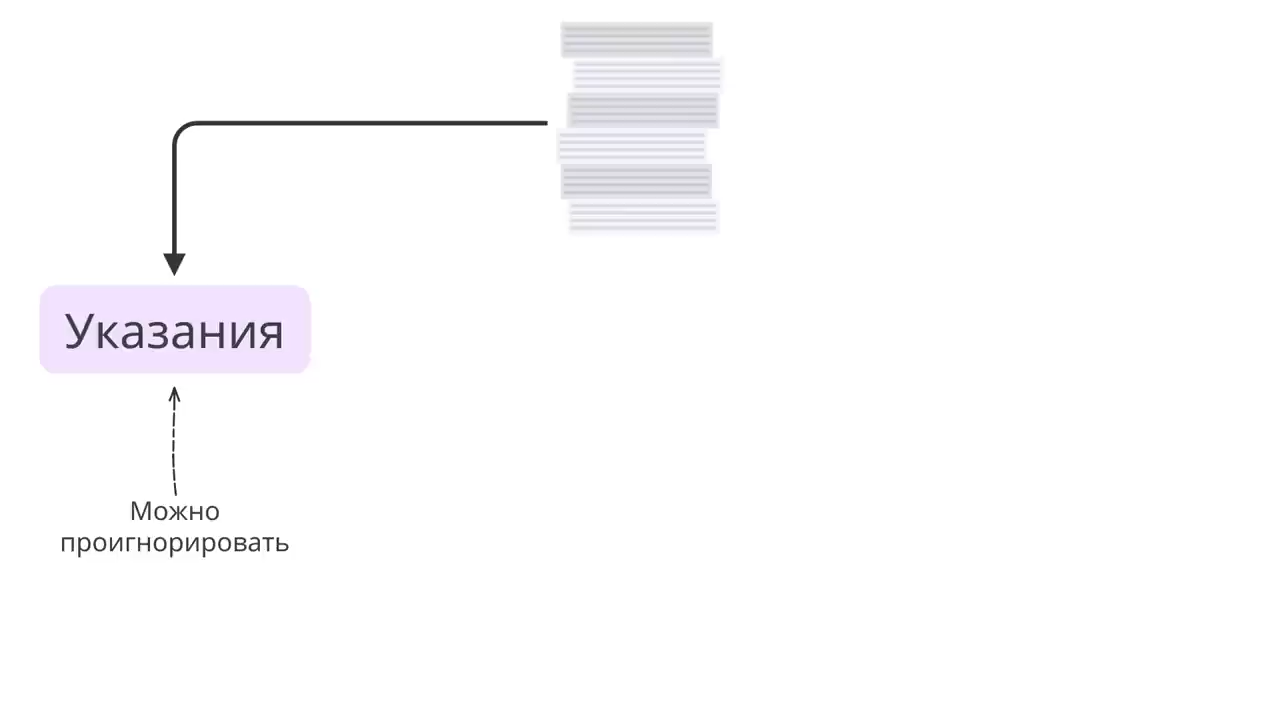 Указания
Можно
проигнорировать